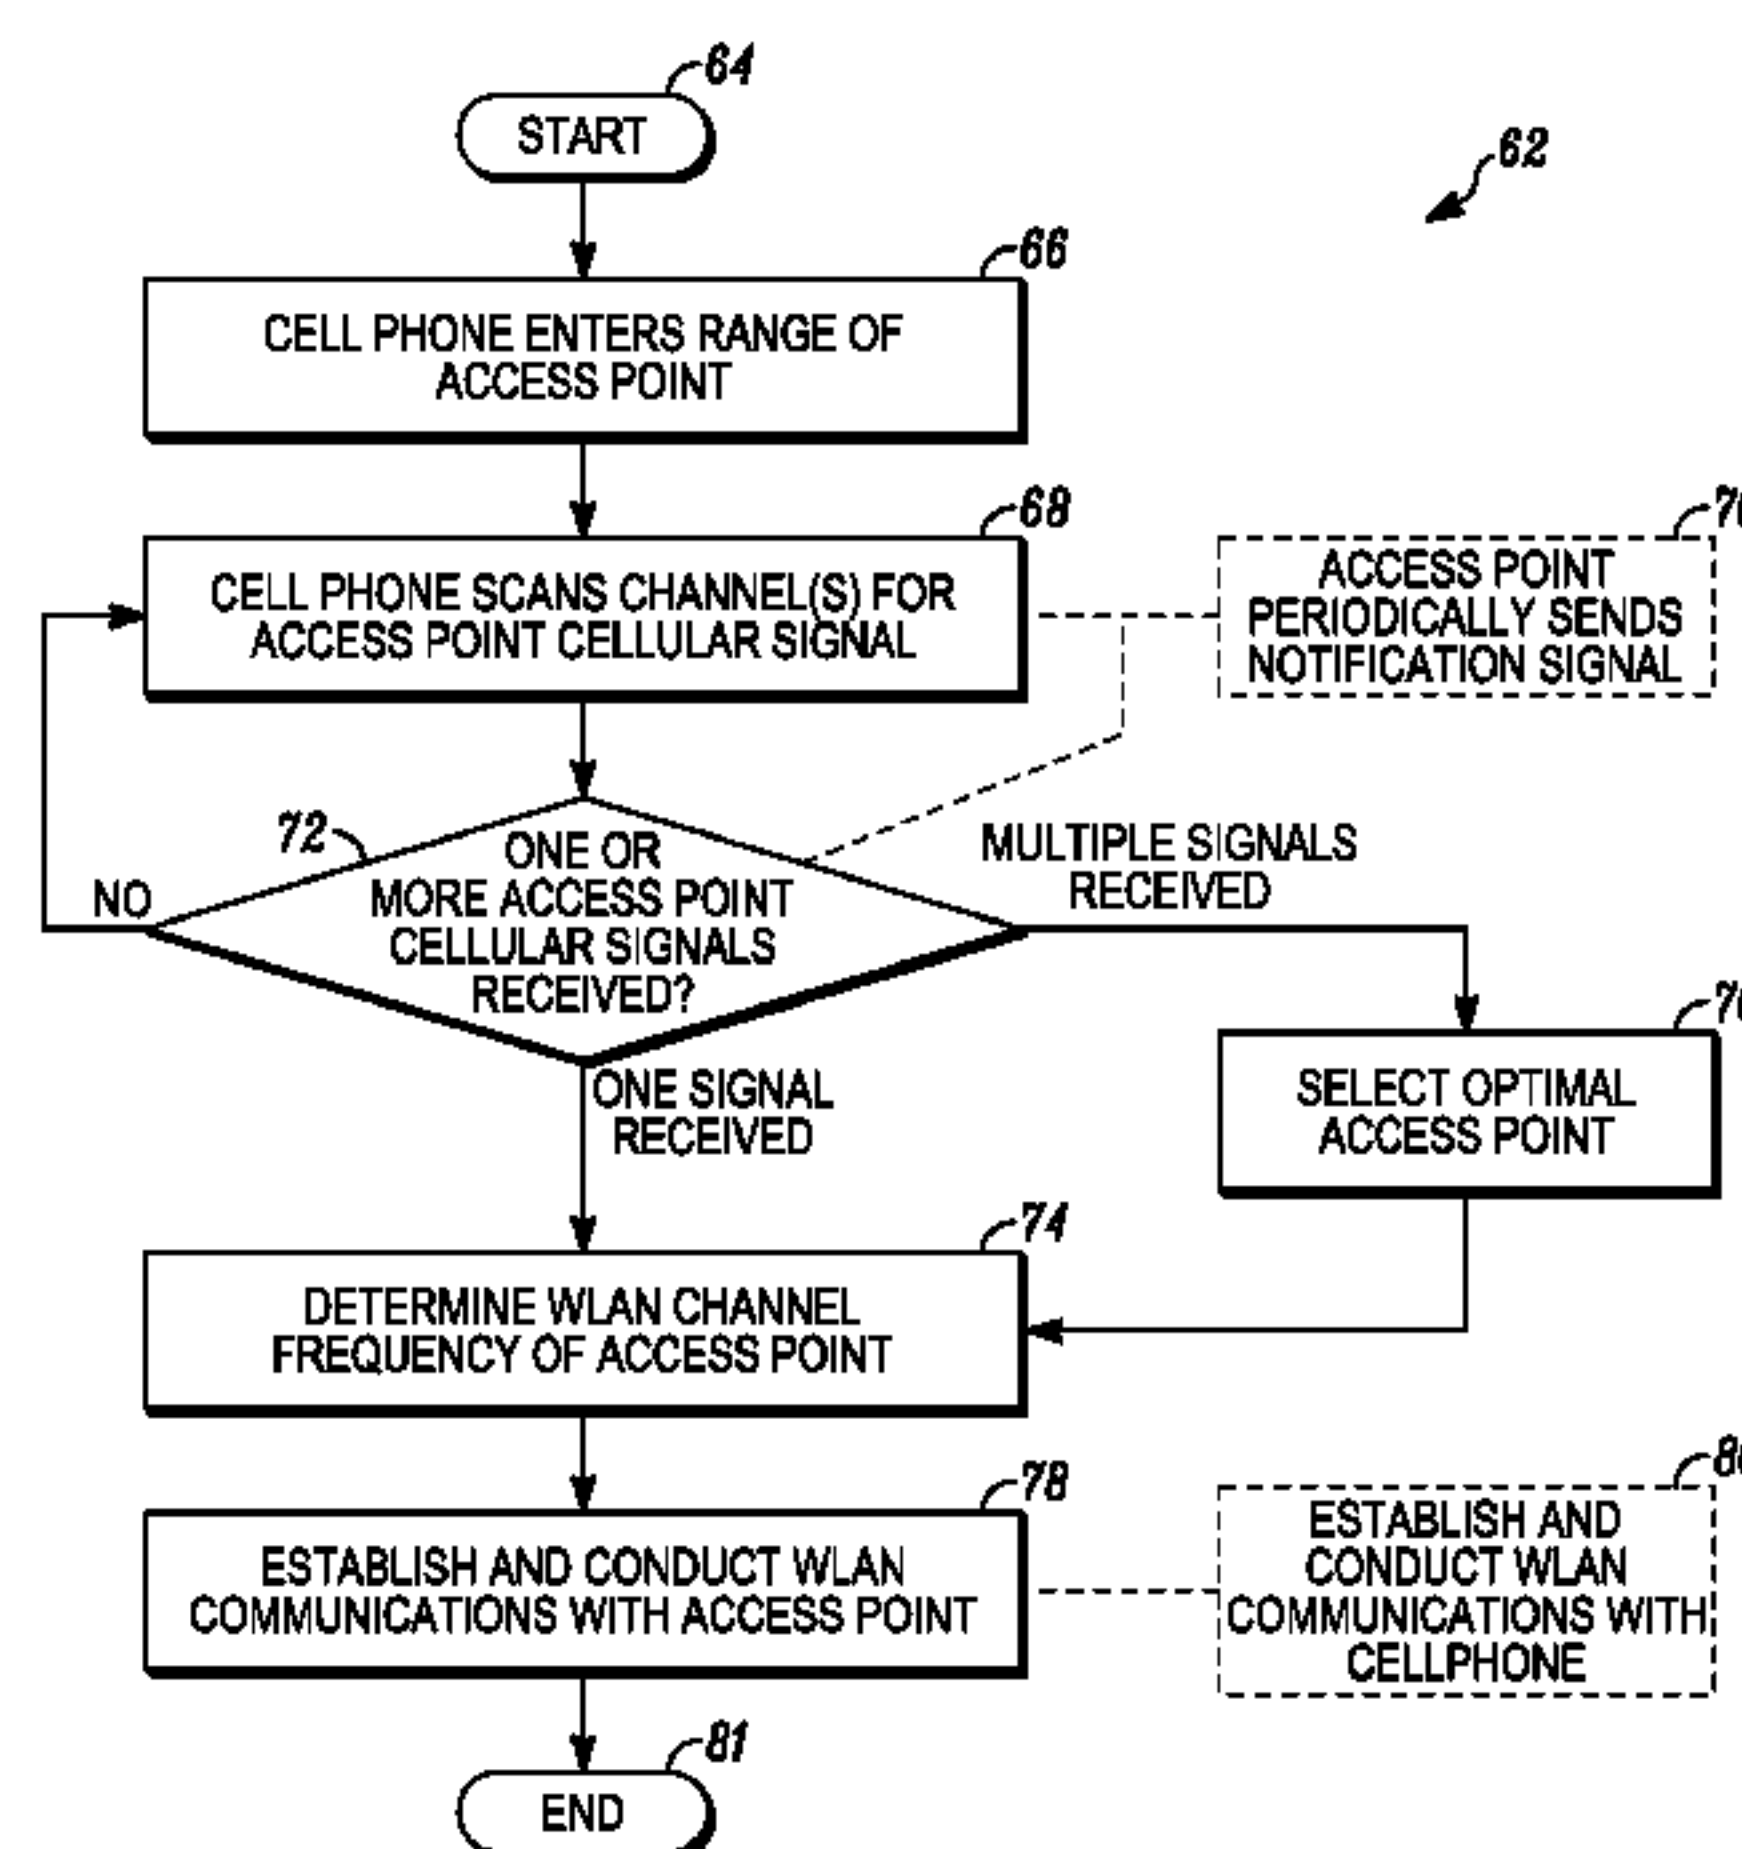 64
START
62
66
CELL PHONE ENTERS RANGE OF
ACCESS POINT
68
CELL PHONE SCANS CHANNEL(S) FOR
ACCESS POINT CELLULAR SIGNAL
ACCESS POINT
PERIODICALLY SENDS
NOTIFICATION SIGNAL
72
ONE OR
MORE ACCESS POINT
CELLULAR SIGNALS
RECEIVED?
NO
MULTIPLE SIGNALS
RECEIVED
ONE SIGNAL
RECEIVED
SELECT OPTIMAL
ACCESS POINT
74
DETERMINE WLAN CHANNEL
FREQUENCY OF ACCESS POINT
78
ESTABLISH AND CONDUCT WLAN
COMMUNICATIONS WITH ACCESS POINT
ESTABLISH AND
CONDUCT WLAN
COMMUNICATIONS WITH
CELLPHONE
81
END